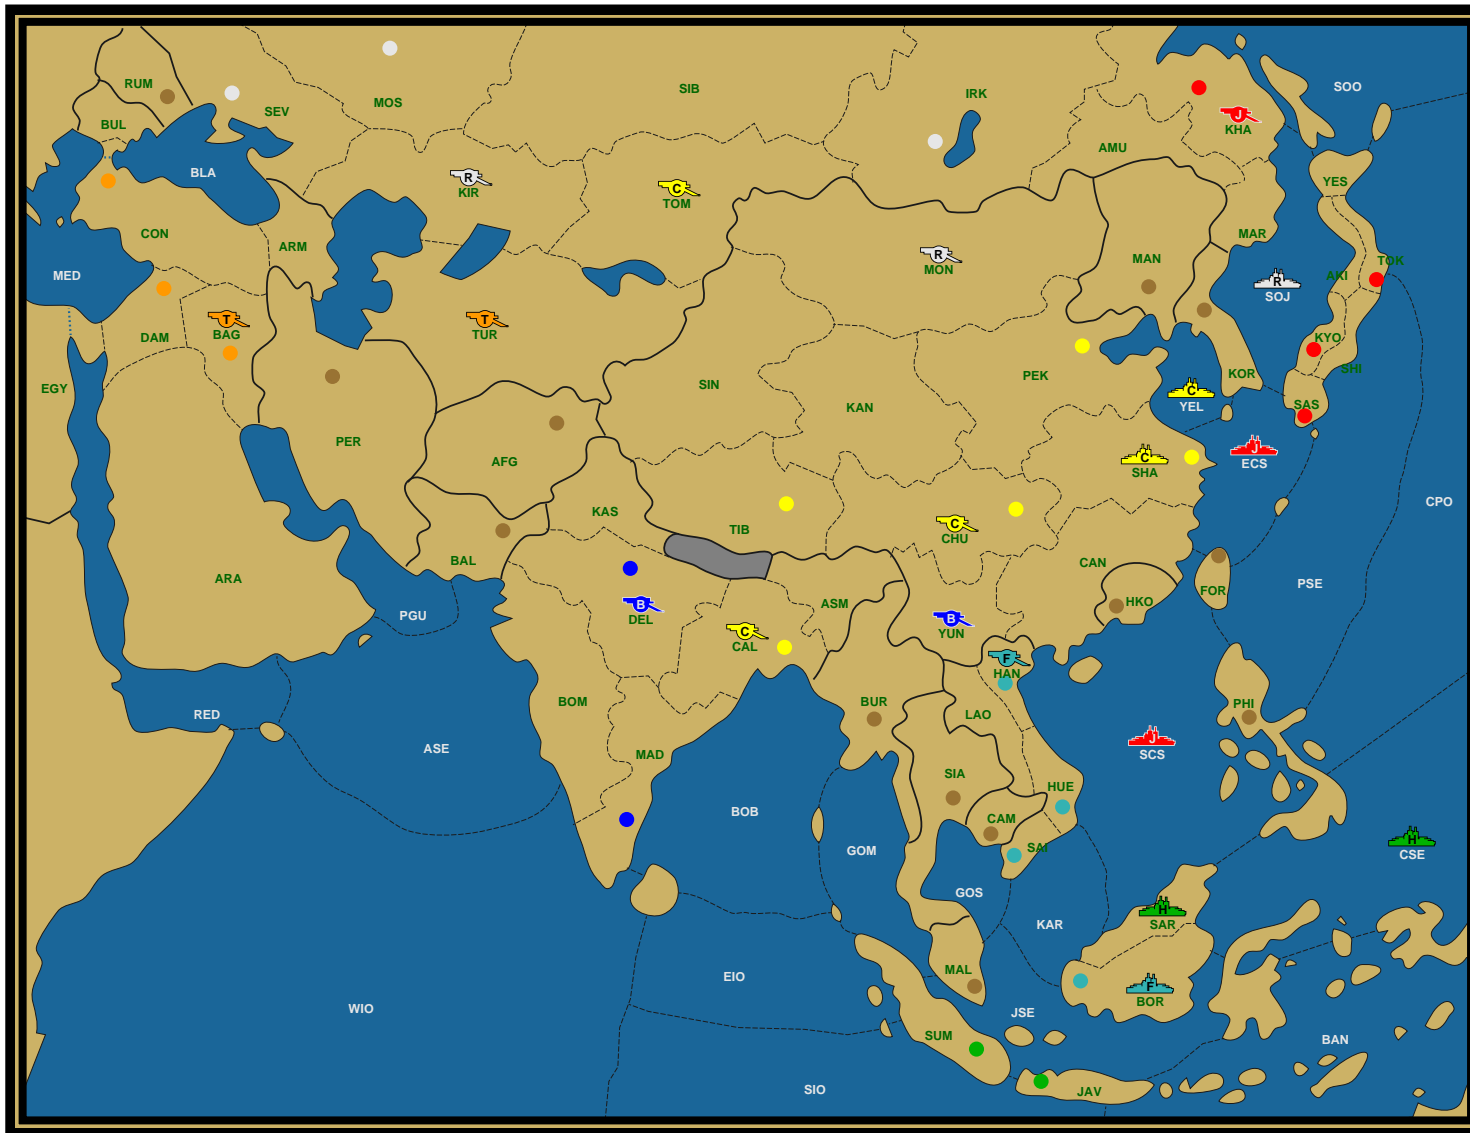 RUM
SEV
MOS
SIB
IRK
SOO
BUL
J
KHA
AMU
BLA
R
KIR
C
TOM
YES
CON
ARM
MED
R
MON
MAN
MAR
TOK
AKI
R
SOJ
T
BAG
T
TUR
DAM
KYO
SHI
EGY
SIN
KAN
PEK
KOR
C
YEL
SAS
PER
AFG
C
SHA
J
ECS
CPO
KAS
TIB
C
CHU
BAL
CAN
ARA
PGU
B
DEL
ASM
HKO
FOR
PSE
C
CAL
B
YUN
F
HAN
RED
ASE
BOM
MAD
BUR
LAO
PHI
J
SCS
SIA
HUE
BOB
CAM
GOM
SAI
H
CSE
GOS
KAR
H
SAR
WIO
EIO
MAL
F
BOR
JSE
SUM
BAN
SIO
JAV